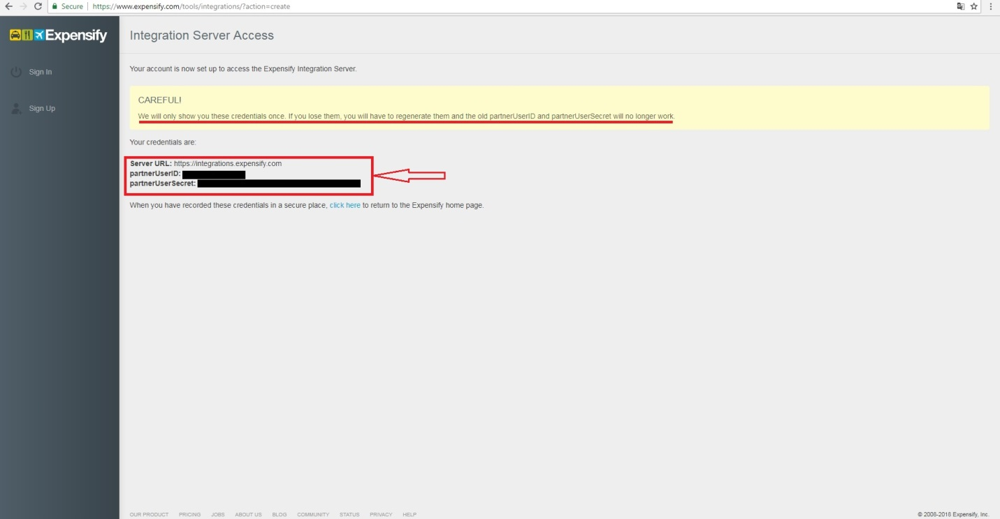 Secure | https://www.expensify.com/tools/integrations/?action=create
Expensify
Integration Server Access
Sign In
Sign Up
Your account is now set up to access the Expensify Integration Server.
CAREFUL!
We will only show you these credentials once. If you lose them, you will have to regenerate them and the old partnerUserID and partnerUserSecret will no longer work.
Your credentials are:
Server URL: https://integrations.expensify.com
partnerUserID:
partnerUserSecret:
When you have recorded these credentials in a secure place, click here to return to the Expensify home page.
OUR PRODUCT PRICING JOBS ABOUT US BLOG COMMUNITY STATUS PRIVACY HELP
© 2008-2018 Expensify, Inc.